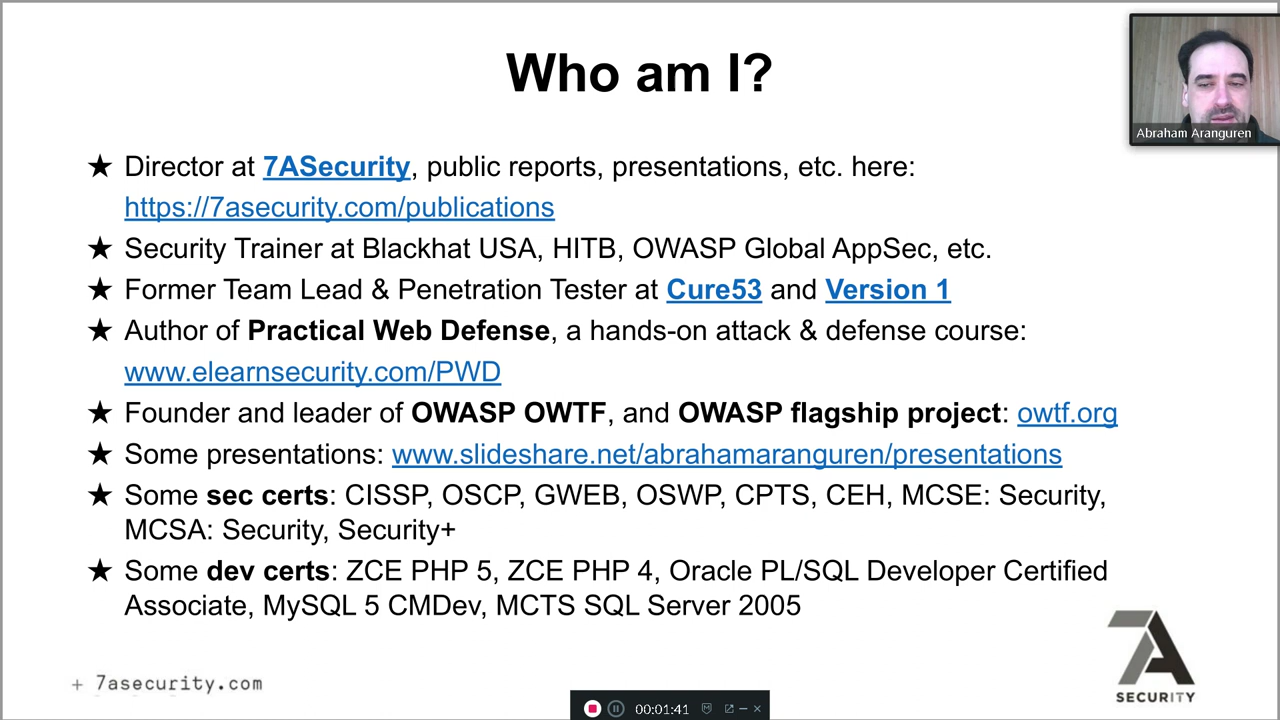 Who am I?
Abraham Aranguren
★ Director at 7ASecurity, public reports, presentations, etc. here:
https://7asecurity.com/publications
★ Security Trainer at Blackhat USA, HITB, OWASP Global AppSec, etc.
★ Former Team Lead & Penetration Tester at Cure53 and Version 1
★ Author of Practical Web Defense, a hands-on attack & defense course:
www.elearnsecurity.com/PWD
★ Founder and leader of OWASP OWTF, and OWASP flagship project: owtf.org
★ Some presentations: www.slideshare.net/abrahamaranguren/presentations
★ Some sec certs: CISSP, OSCP, GWEB, OSWP, CPTS, CEH, MCSE: Security,
MCSA: Security, Security+
★ Some dev certs: ZCE PHP 5, ZCE PHP 4, Oracle PL/SQL Developer Certified
Associate, MySQL 5 CMDev, MCTS SQL Server 2005
+ 7asecurity.com
7A
SECURITY
00:01:41